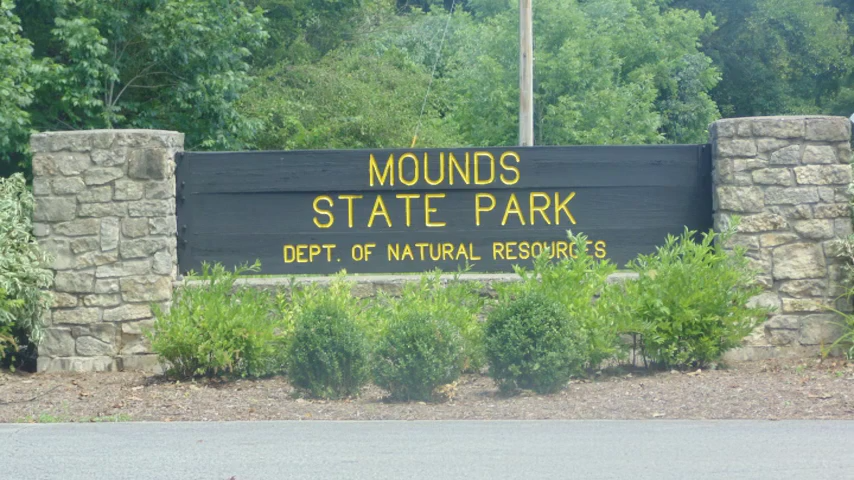 MOUNDS
STATE PARK
DEPT. OF NATURAL RESOURCES